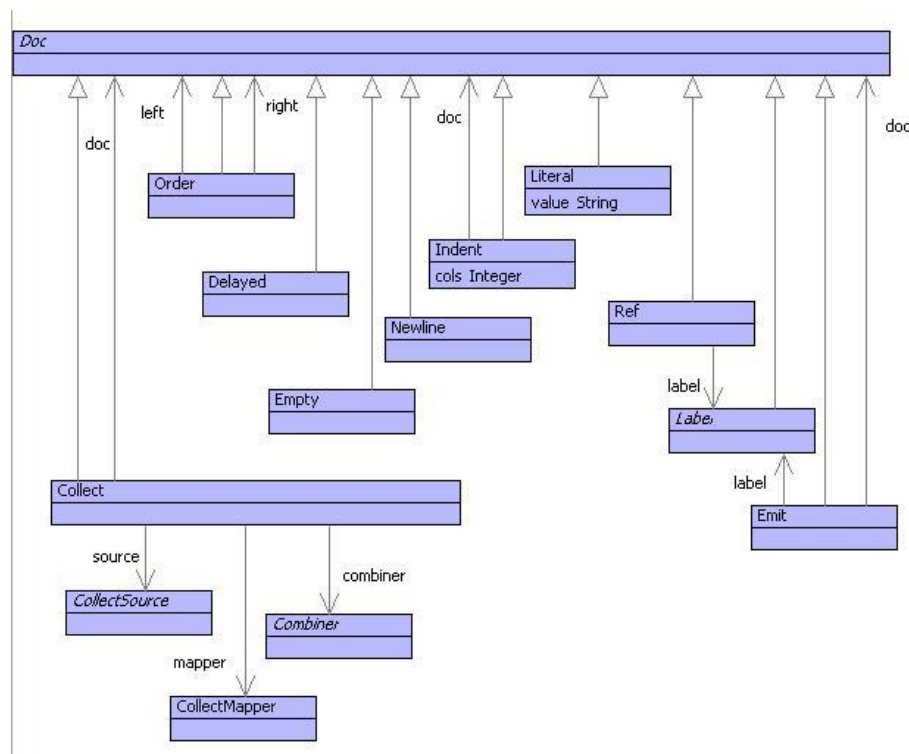 Doc
left
right
doc
doc
doc
Order
Literal
value String
Indent
cols Integer
Delayed
Newline
Ref
Empty
label
Label
Collect
label
Emit
source
combiner
CollectSource
Combiner
mapper
CollectMapper